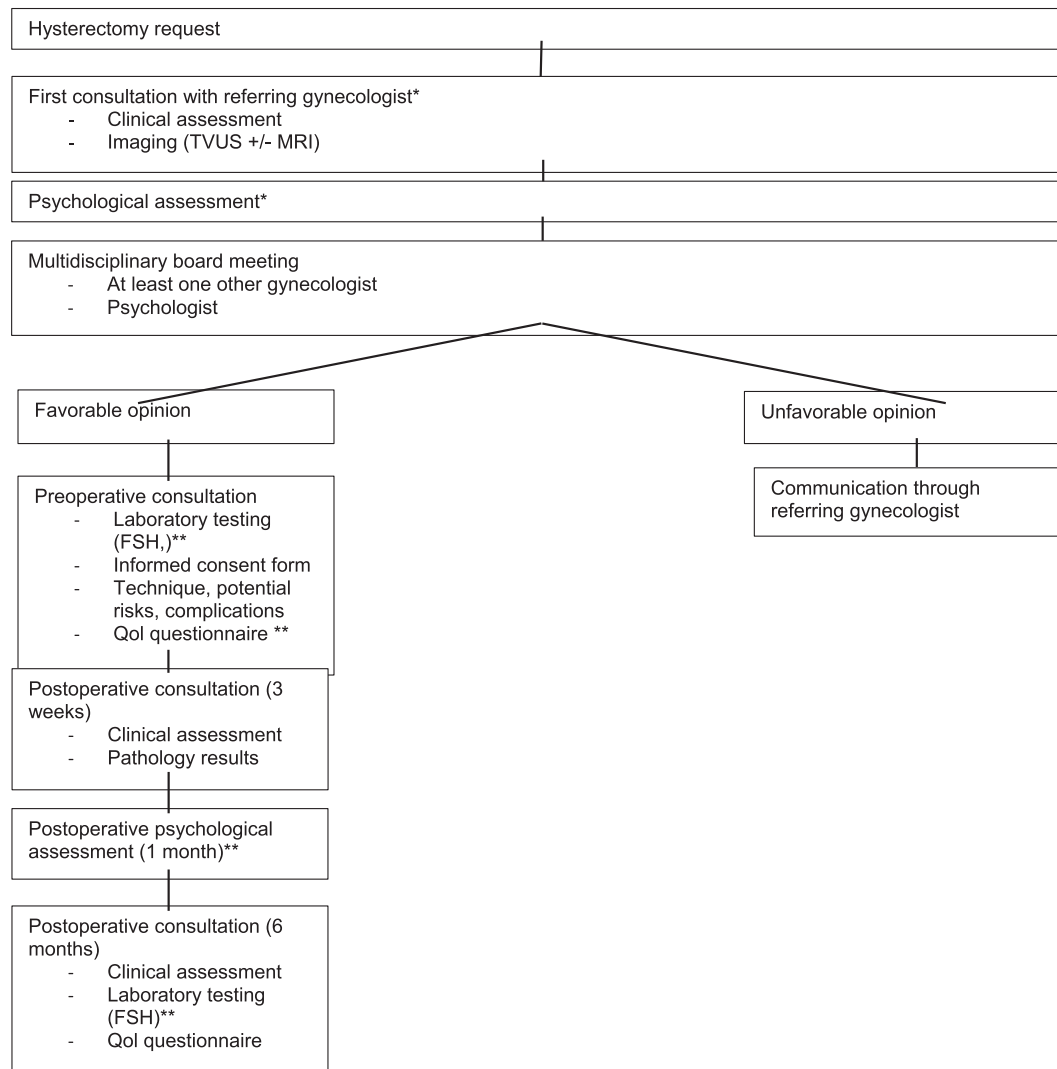 Hysterectomy request
First consultation with referring gynecologist*
- Clinical assessment
- Imaging (TVUS +/- MRI)
Psychological assessment*
Multidisciplinary board meeting
- At least one other gynecologist
- Psychologist
Favorable opinion
Unfavorable opinion
Preoperative consultation
- Laboratory testing
(FSH,)**
- Informed consent form
- Technique, potential
risks, complications
- Qol questionnaire **
Communication through
referring gynecologist
Postoperative consultation (3
weeks)
- Clinical assessment
- Pathology results
Postoperative psychological
assessment (1 month)**
Postoperative consultation (6
months)
- Clinical assessment
- Laboratory testing
(FSH)**
- Qol questionnaire